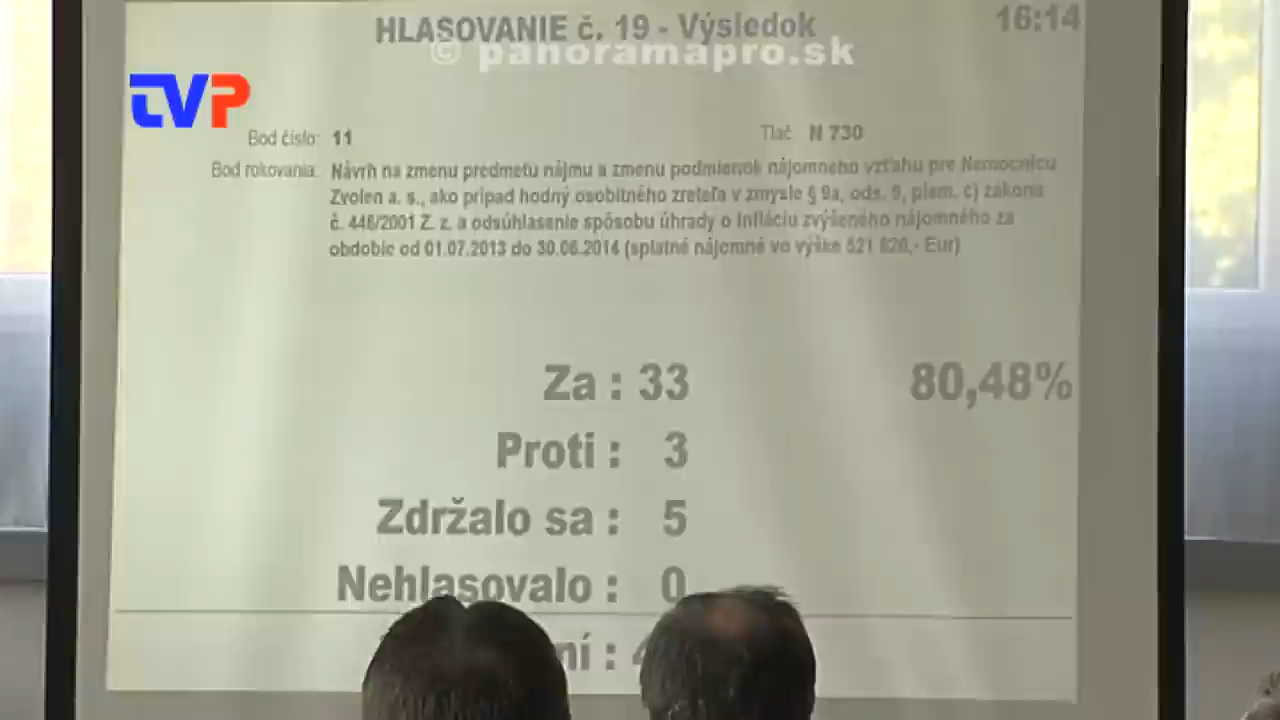 HLASOVANIE č. 19 - Výsledok
16:14
© panoramapro.sk
tVP
Bod číslo: 11
Tlač N 730
Bod rokovania: Návrh na zmenu predmetu nájmu a zmenu podmienok nájomneho vzťahu pre Nemocnicu
Zvolen a. s., ako prípad hodný osobitného zreteľa v zmysle § 9a, ods. 9, písm. c) zákona
č. 446/2001 Z. z. a odsúhlasenie spôsobu úhrady o infláciu zvýšeného nájomného za
obdobie od 01.07.2013 do 30.06.2014 (splatné nájomné vo výške 521 Eur)
Za : 33
80,48%
Proti : 3
Zdržalo sa : 5
Nehlasovalo : 0
ní : 4